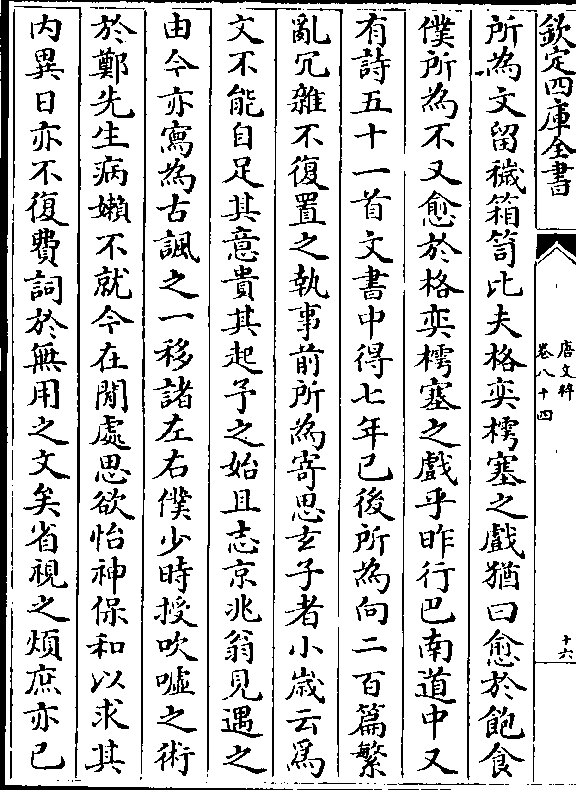 欽定四庫全書
唐文粹
卷八十四
十六
所為文留穢箱笥比夫格奕樗塞之戲猶曰愈於飽食
僕所為不又愈於格奕樗塞之戲乎昨行巴南道中又
有詩五十一首文書中得七年已後所為向二百篇繁
亂冗雜不復置之執事前所為寄思玄子者小歲云為
文不能自足其意貴其起予之始且志京兆翁見遇之
由今亦寫為古諷之一移諸左右僕少時授吹噓之術
於鄭先生病嬾不就今在閒處思欲怡神保和以求其
内異日亦不復費詞於無用之文矣省視之煩庶亦已